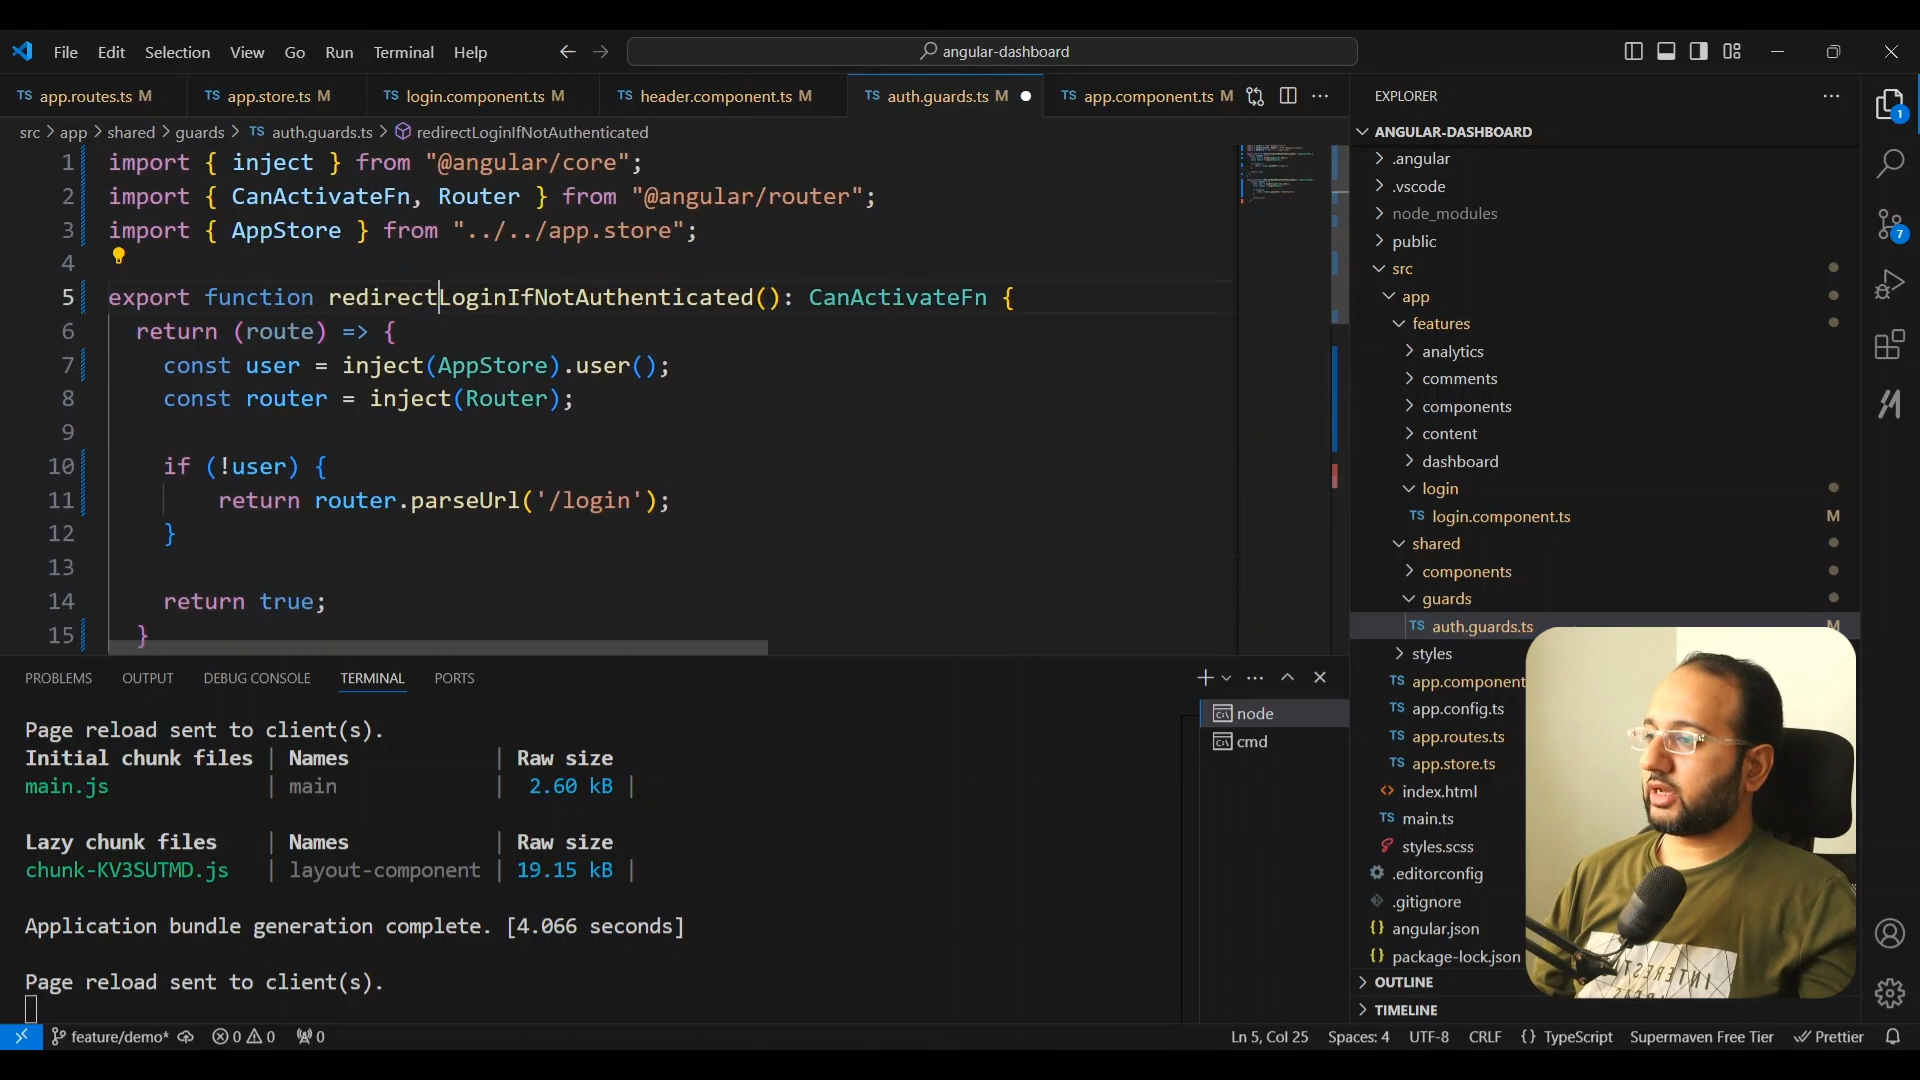 File Edit Selection View Go Run Terminal Help
angular-dashboard
TS app.routes.ts M
TS app.store.ts M
TS login.component.ts M
TS header.component.ts M
TS auth.guards.ts M
TS app.component.ts M
src > app > shared > guards > TS auth.guards.ts > redirectLoginIfNotAuthenticated
1 import { inject } from "@angular/core";
2 import { CanActivateFn, Router } from "@angular/router";
3 import { AppStore } from "../../app.store";
4
5 export function redirectLoginIfNotAuthenticated(): CanActivateFn {
6 return (route) => {
7 const user = inject(AppStore).user();
8 const router = inject(Router);
9
10 if (!user) {
11 return router.parseUrl('/login');
12 }
13
14 return true;
15 }
PROBLEMS OUTPUT DEBUG CONSOLE TERMINAL PORTS
Page reload sent to client(s).
Initial chunk files | Names | Raw size
main.js | main | 2.60 kB |
Lazy chunk files | Names | Raw size
chunk-KV3SUTMD.js | layout-component | 19.15 kB |
Application bundle generation complete. [4.066 seconds]
Page reload sent to client(s).
node
cmd
EXPLORER
ANGULAR-DASHBOARD
.angular
.vscode
node_modules
public
src
app
features
analytics
comments
components
content
dashboard
login
TS login.component.ts M
shared
components
guards
TS auth.guards.ts M
styles
TS app.component
TS app.config.ts
TS app.routes.ts
TS app.store.ts
index.html
TS main.ts
styles.scss
.editorconfig
.gitignore
{} angular.json
{} package-lock.json
OUTLINE
TIMELINE
1
7
feature/demo* 0 0 0
Ln 5, Col 25 Spaces: 4 UTF-8 CRLF {} TypeScript Supermaven Free Tier Prettier